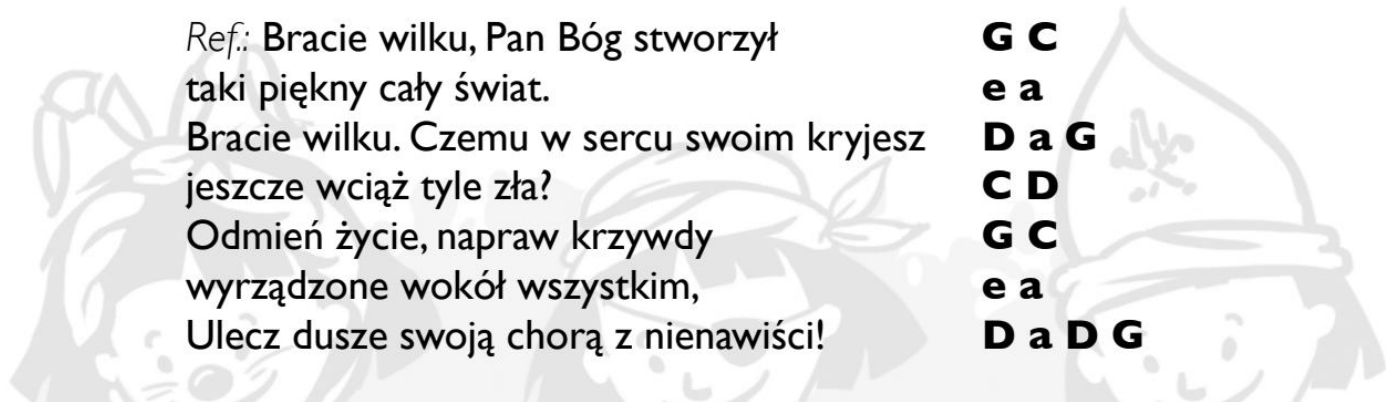 Ref.: Bracie wilku, Pan Bóg stworzył G C
taki piękny cały świat. e a
Bracie wilku. Czemu w sercu swoim kryjesz D a G
jeszcze wciąż tyle zła? C D
Odmień życie, napraw krzywdy G C
wyrządzone wokół wszystkim, e a
Ulecz dusze swoją chorą z nienawiści! D a D G